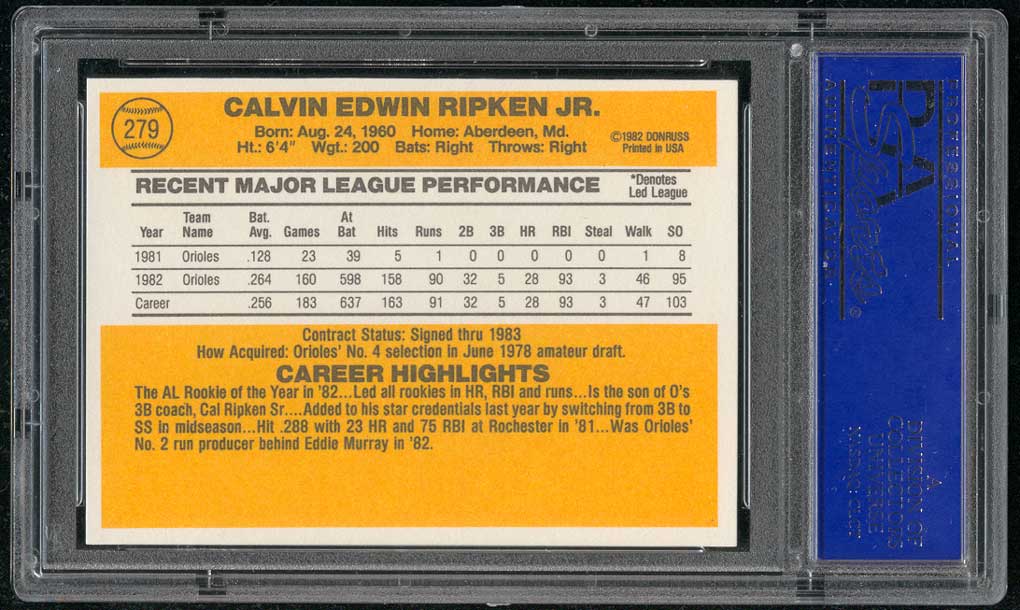 279
CALVIN EDWIN RIPKEN JR.
Born: Aug. 24, 1960 Home: Aberdeen, Md.
Ht.: 6'4" Wgt.: 200 Bats: Right Throws: Right
©1982 DONRUSS
Printed in USA
RECENT MAJOR LEAGUE PERFORMANCE
*Denotes
Led League
Year Team Name Bat. Avg. Games At Bat Hits Runs 2B 3B HR RBI Steal Walk SO
1981 Orioles .128 23 39 5 1 0 0 0 0 0 1 8
1982 Orioles .264 160 598 158 90 32 5 28 93 3 46 95
Career .256 183 637 163 91 32 5 28 93 3 47 103
Contract Status: Signed thru 1983
How Acquired: Orioles' No. 4 selection in June 1978 amateur draft.
CAREER HIGHLIGHTS
The AL Rookie of the Year in '82...Led all rookies in HR, RBI and runs...Is the son of O's
3B coach, Cal Ripken Sr....Added to his star credentials last year by switching from 3B to
SS in midseason...Hit .288 with 23 HR and 75 RBI at Rochester in '81...Was Orioles'
No. 2 run producer behind Eddie Murray in '82.
PROFESSIONAL
PSA
AUTHENTICATOR
®
A
DIVISION OF
COLLECTORS
UNIVERSE
NASDAQ: CLCT